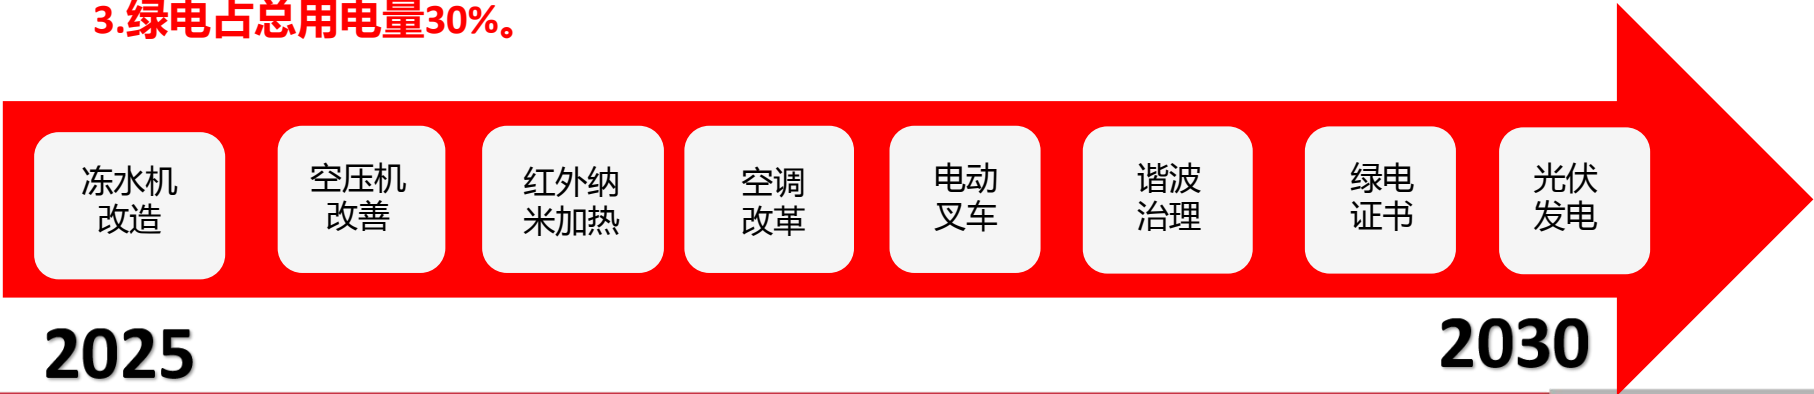 3.绿电占总用电量30%。
冻水机
改造
空压机
改善
红外纳
米加热
空调
改革
电动
叉车
谐波
治理
绿电
证书
光伏
发电
2025
2030